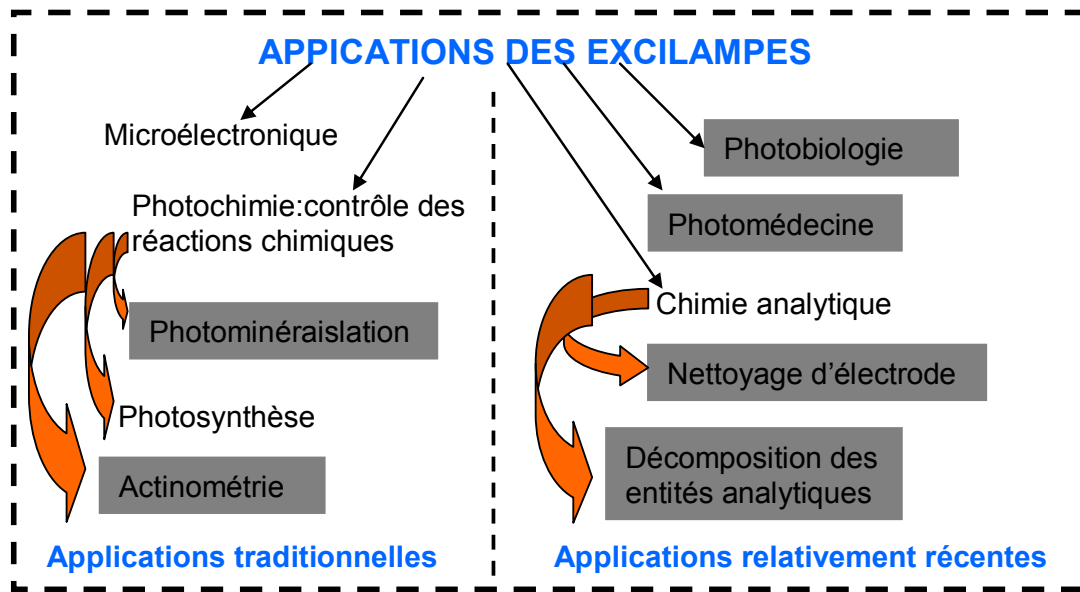 APPICATIONS DES EXCILAMPES
Microélectronique
Photochimie:contrôle des
réactions chimiques
Photominéraislation
Photosynthèse
Actinométrie
Applications traditionnelles
Photobiologie
Photomédecine
Chimie analytique
Nettoyage d'électrode
Décomposition des
entités analytiques
Applications relativement récentes